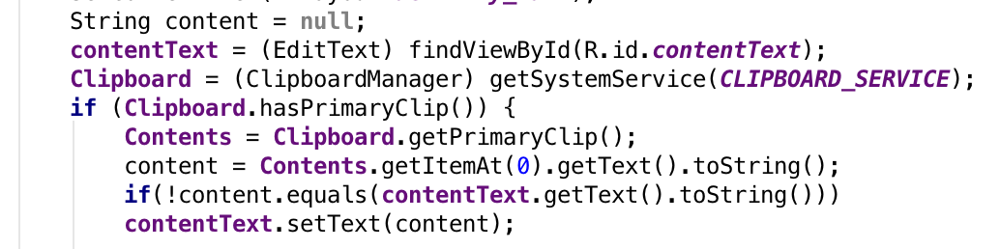 String content = null;
contentText = (EditText) findViewById(R.id.contentText);
Clipboard = (ClipboardManager) getSystemService(CLIPBOARD_SERVICE);
if (Clipboard.hasPrimaryClip()) {
Contents = Clipboard.getPrimaryClip();
content = Contents.getItemAt(0).getText().toString();
if(!content.equals(contentText.getText().toString()))
contentText.setText(content);